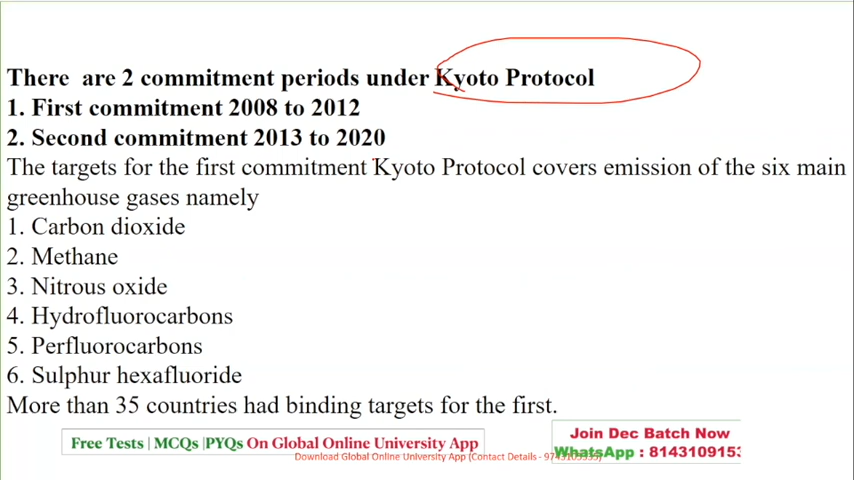 There are 2 commitment periods under Kyoto Protocol
1. First commitment 2008 to 2012
2. Second commitment 2013 to 2020
The targets for the first commitment Kyoto Protocol covers emission of the six main
greenhouse gases namely
1. Carbon dioxide
2. Methane
3. Nitrous oxide
4. Hydrofluorocarbons
5. Perfluorocarbons
6. Sulphur hexafluoride
More than 35 countries had binding targets for the first.
Free Tests | MCQs |PYQs On Global Online University App
Join Dec Batch Now
WhatsApp : 8143109153
Download Global Online University App (Contact Details -